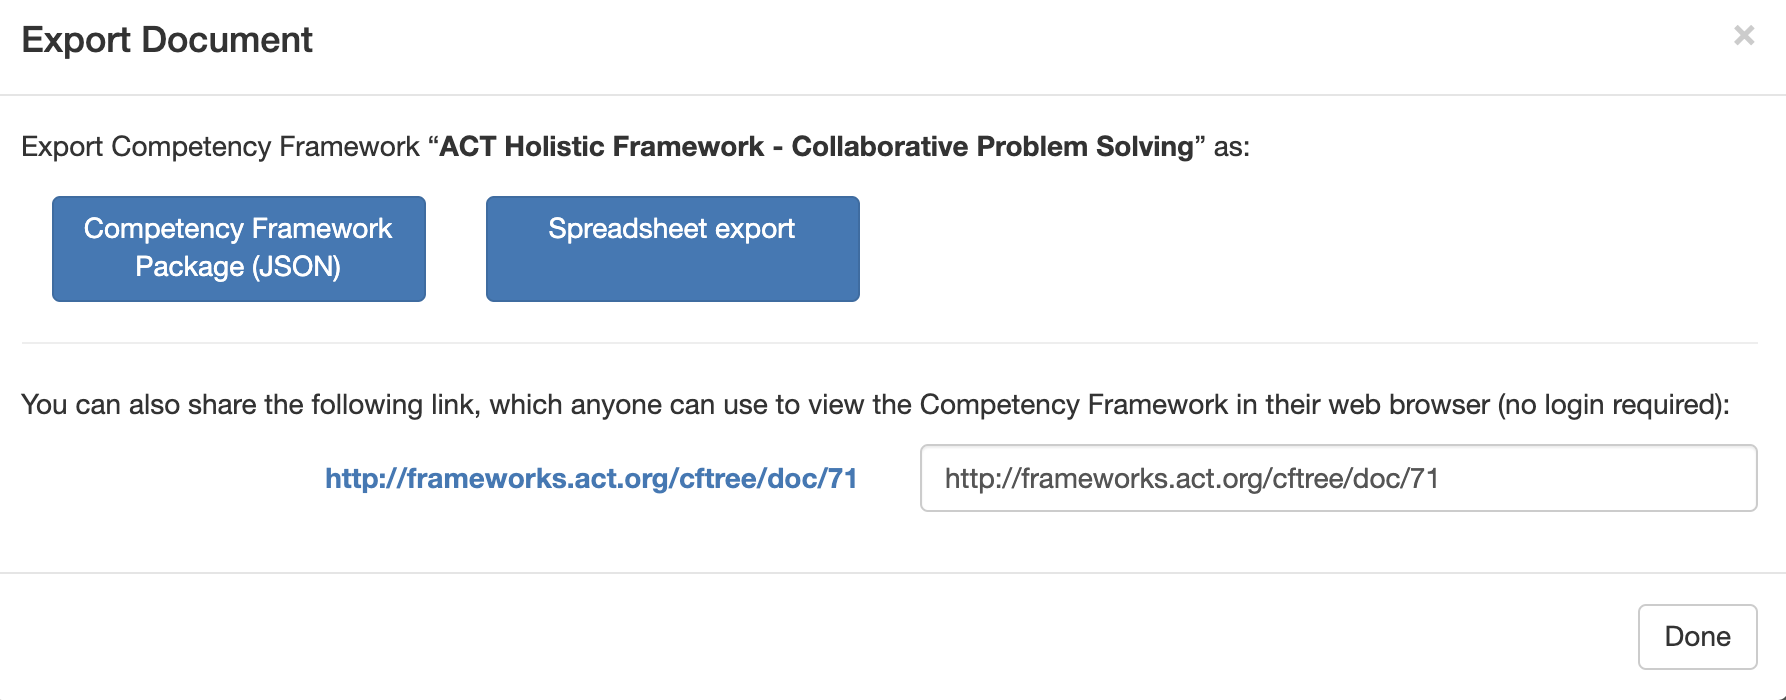 Export Document
×
Export Competency Framework “ACT Holistic Framework - Collaborative Problem Solving” as:
Competency Framework
Package (JSON)
Spreadsheet export
You can also share the following link, which anyone can use to view the Competency Framework in their web browser (no login required):
http://frameworks.act.org/cftree/doc/71
http://frameworks.act.org/cftree/doc/71
Done